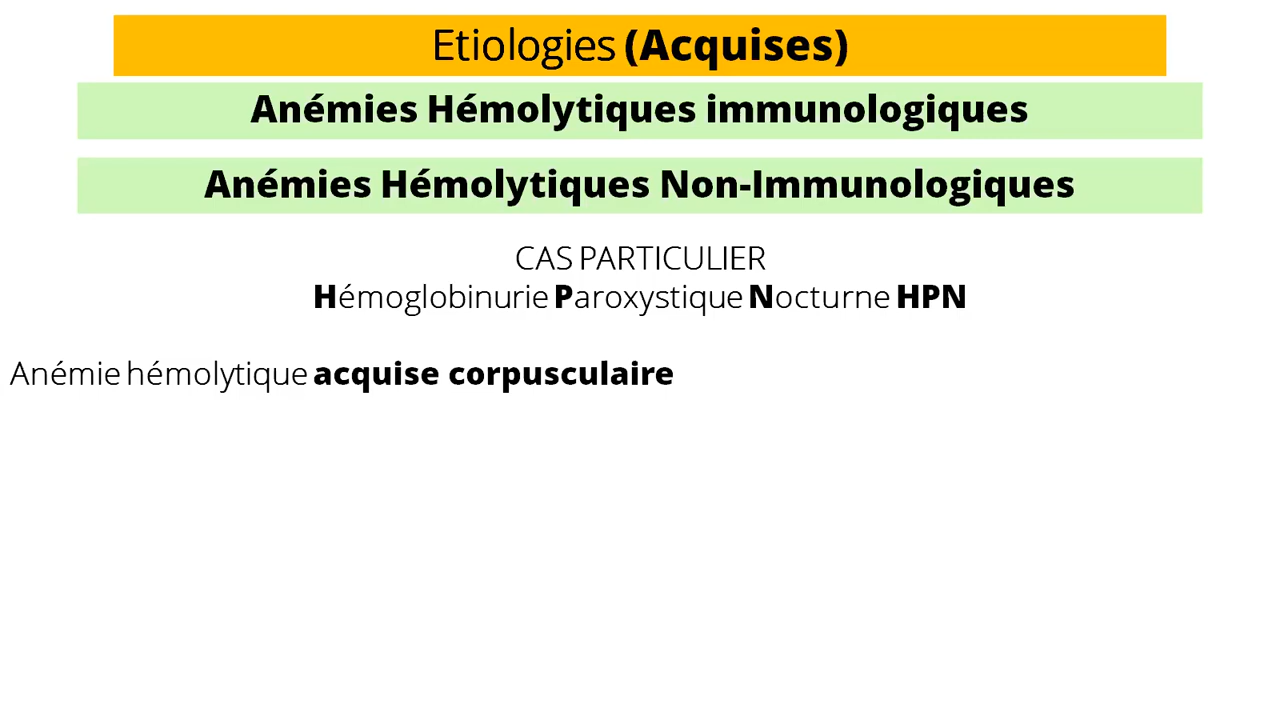 Etiologies (Acquises)
Anémies Hémolytiques immunologiques
Anémies Hémolytiques Non-Immunologiques
CAS PARTICULIER
Hémoglobinurie Paroxystique Nocturne HPN
Anémie hémolytique acquise corpusculaire